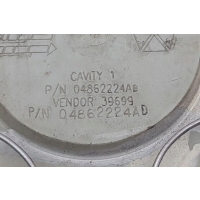 CAVITY 1
P/N 04862224AB
VENDOR 39699
P/N 04862224AD